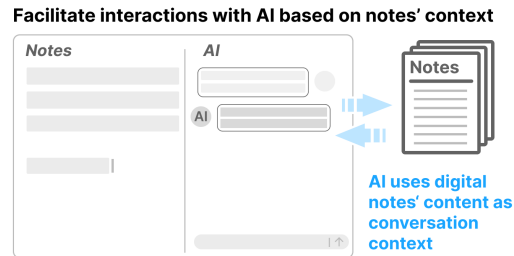 Facilitate interactions with AI based on notes’ context
Notes
AI
Notes
AI
AI uses digital
notes‘ content as
conversation
context